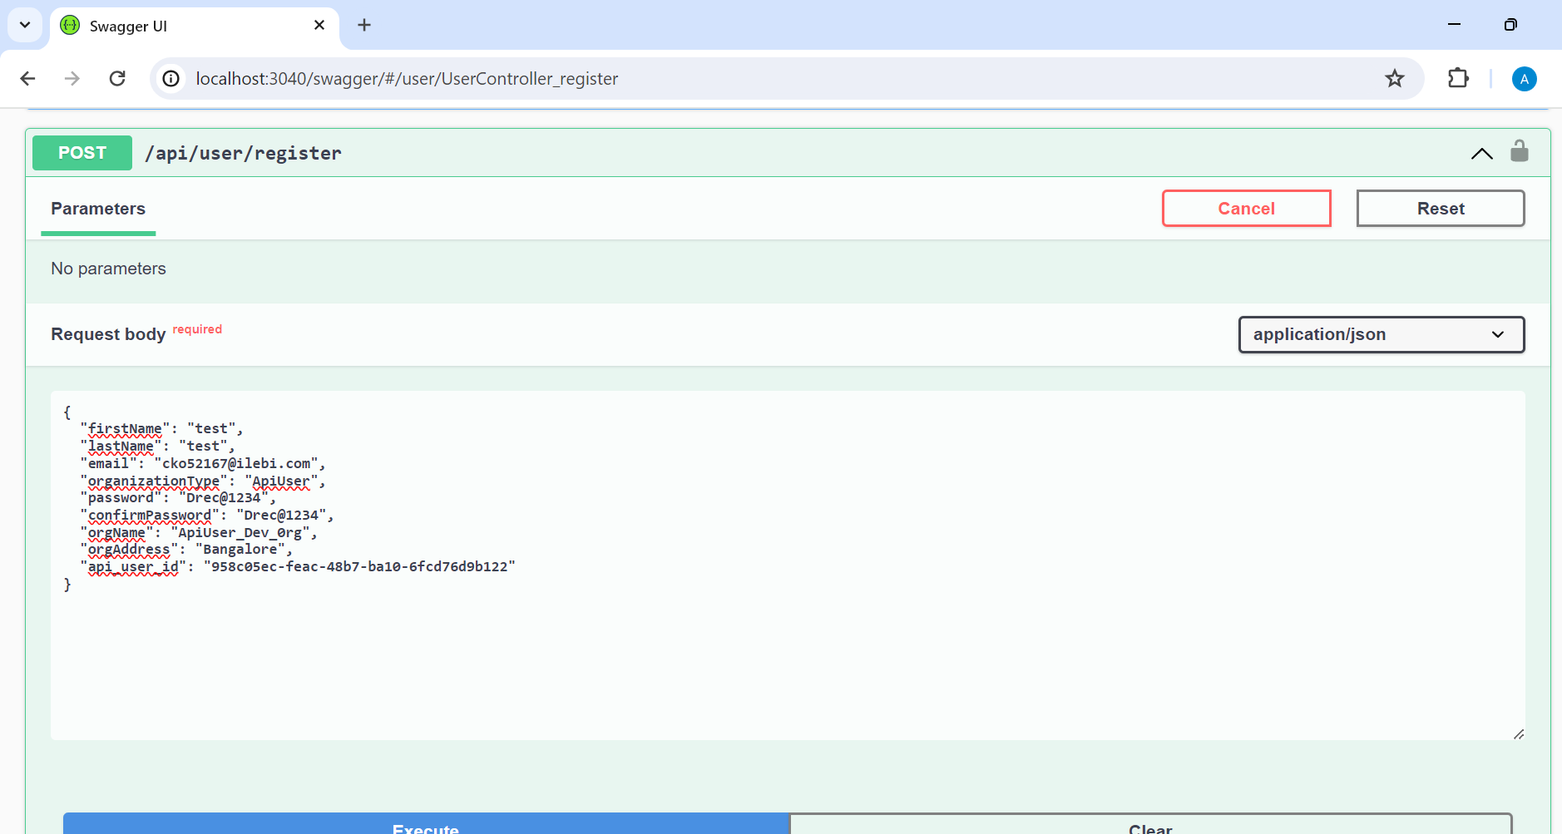 Swagger UI
localhost:3040/swagger/#/user/UserController_register
A
POST /api/user/register
Parameters
Cancel
Reset
No parameters
Request body required
application/json
{
"firstName": "test",
"lastName": "test",
"email": "cko52167@ilebi.com",
"organizationType": "ApiUser",
"password": "Drec@1234",
"confirmPassword": "Drec@1234",
"orgName": "ApiUser_Dev_0rg",
"orgAddress": "Bangalore",
"api_user_id": "958c05ec-feac-48b7-ba10-6fcd76d9b122"
}
Execute
Clear